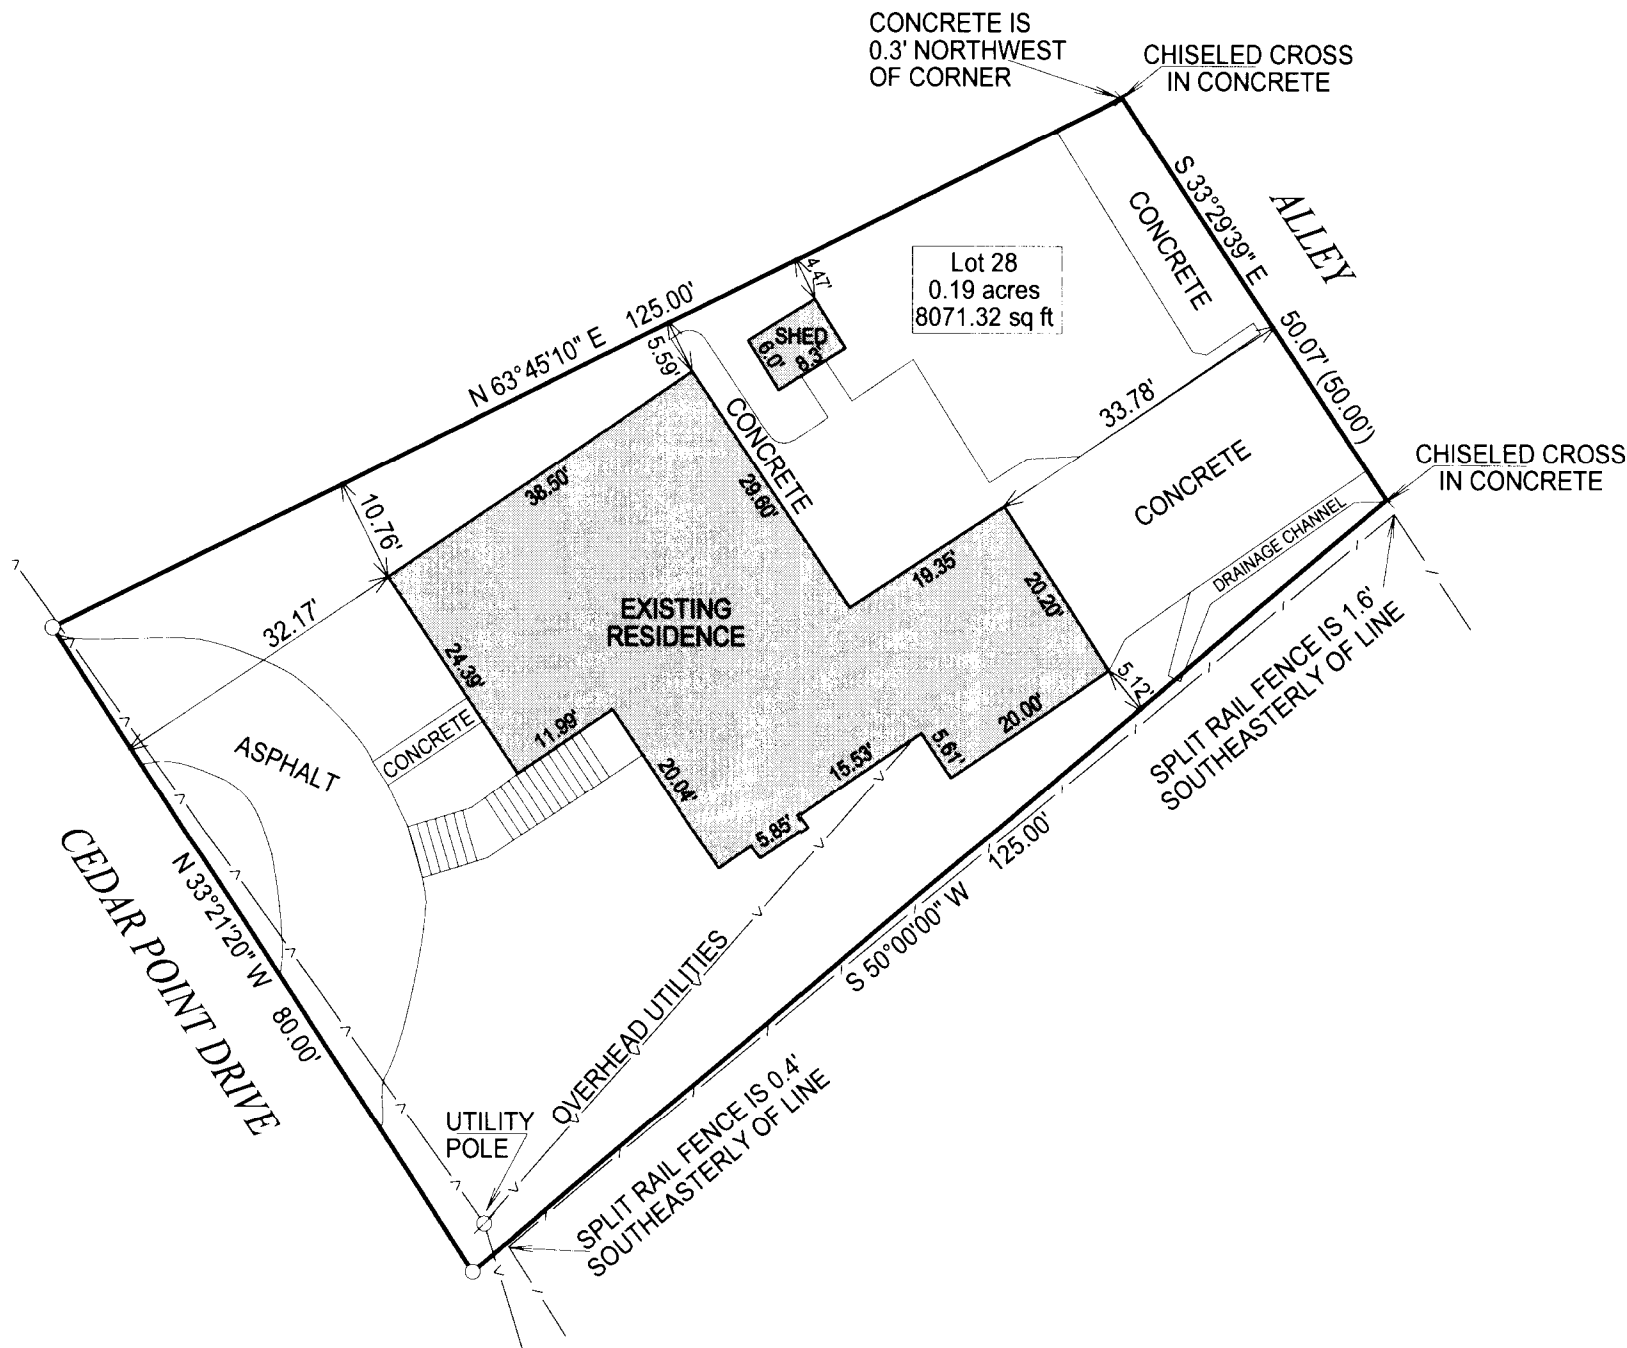 CONCRETE IS
0.3' NORTHWEST
OF CORNER
CHISELED CROSS
IN CONCRETE
S 33°29'39" E
50.07' (50.00')
ALLEY
CONCRETE
Lot 28
0.19 acres
8071.32 sq ft
4.47'
SHED
6.0'
8.3'
N 63°45'10" E
125.00'
5.59'
CONCRETE
33.78'
CONCRETE
CHISELED CROSS
IN CONCRETE
DRAINAGE CHANNEL
10.76'
38.50'
29.60'
19.35'
20.20'
EXISTING
RESIDENCE
32.17'
24.39'
11.99'
20.04'
5.85'
15.53'
5.61'
20.00'
5.12'
ASPHALT
CONCRETE
SPLIT RAIL FENCE IS 1.6'
SOUTHEASTERLY OF LINE
CEDAR POINT DRIVE
N 33°21'20" W
80.00'
S 50°00'00" W
125.00'
OVERHEAD UTILITIES
UTILITY
POLE
SPLIT RAIL FENCE IS 0.4'
SOUTHEASTERLY OF LINE